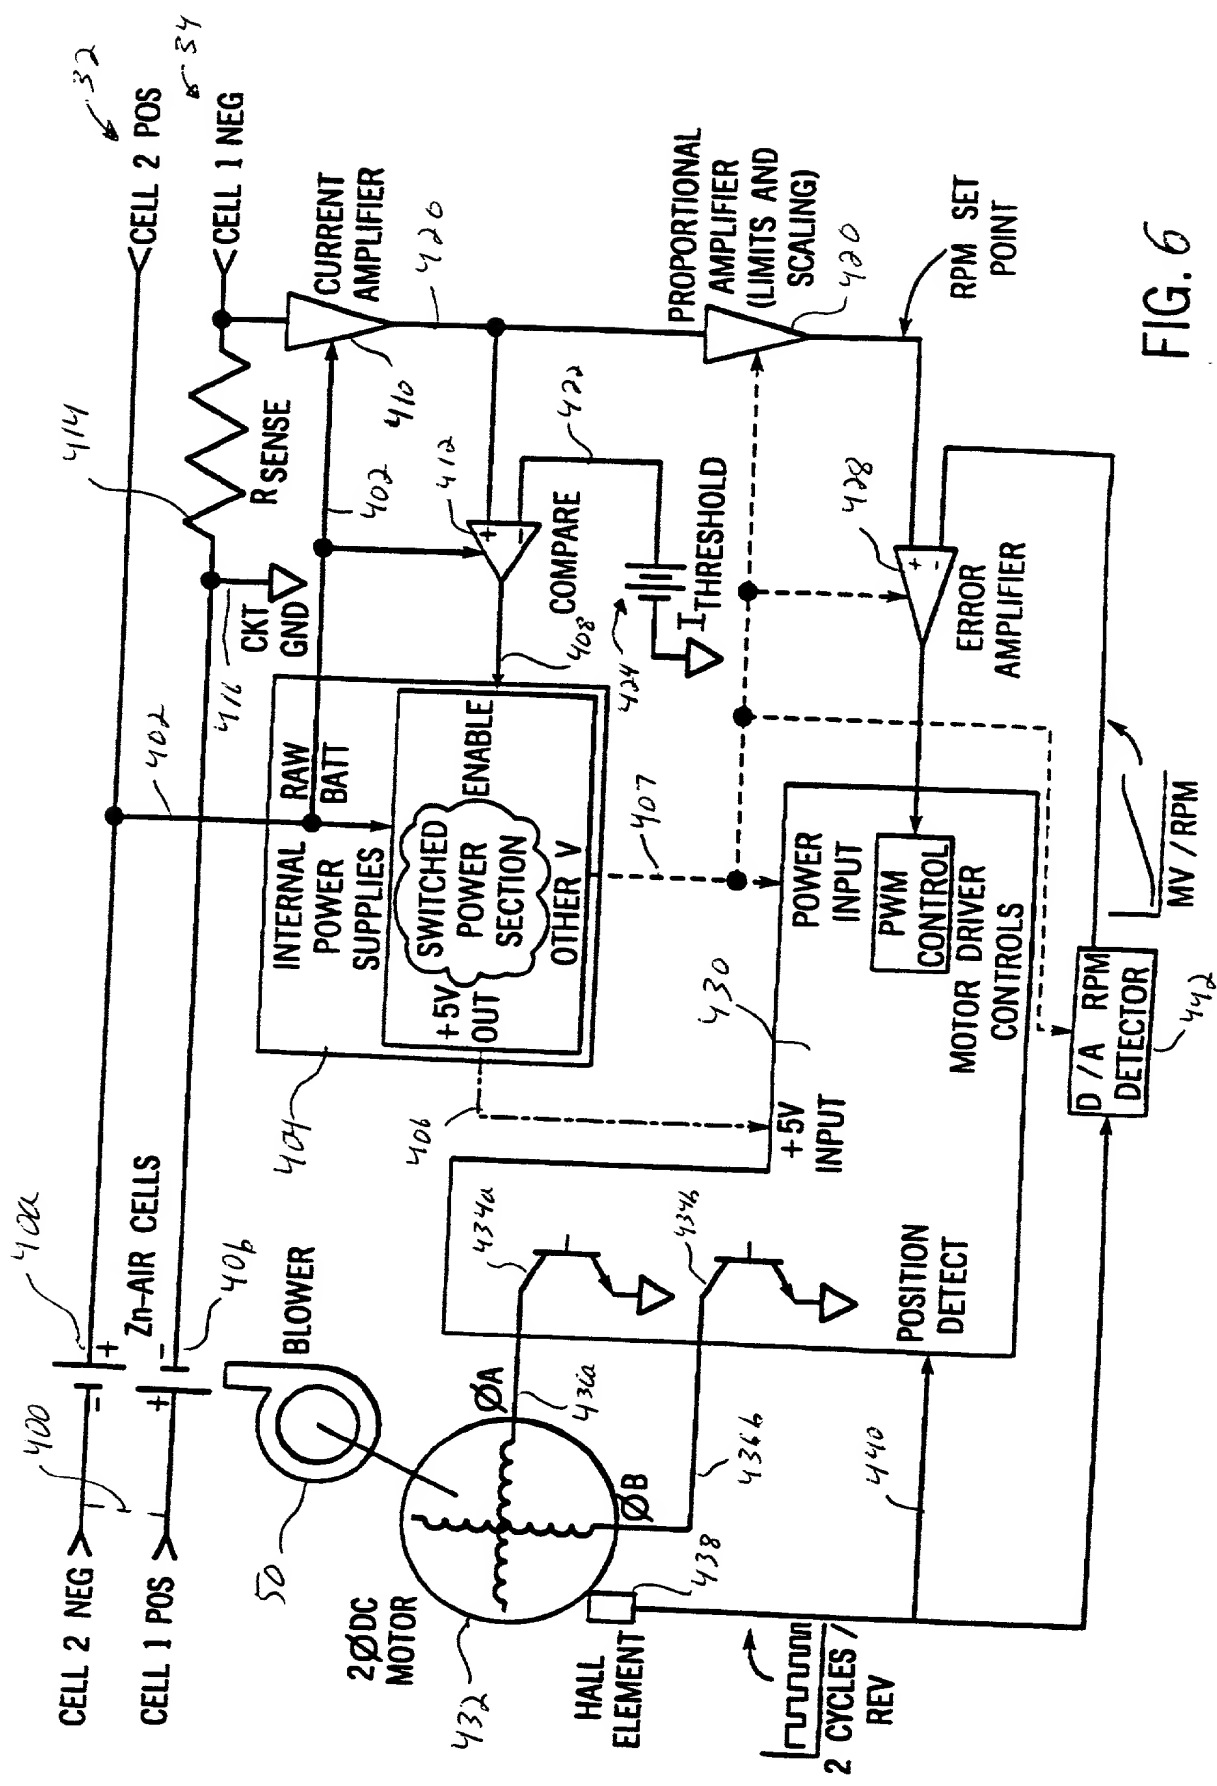 32
34
CELL 2 POS
CELL 1 NEG
414
R SENSE
416
CKT
GND
402
CURRENT
AMPLIFIER
410
420
402
412
+
-
COMPARE
422
408
424
I THRESHOLD
PROPORTIONAL
AMPLIFIER
(LIMITS AND
SCALING)
420
RPM SET
POINT
428
+
-
ERROR
AMPLIFIER
INTERNAL
POWER
SUPPLIES
RAW
BATT
SWITCHED
POWER
SECTION
ENABLE
+5V
OUT
OTHER V
404
406
407
POWER
INPUT
PWM
CONTROL
MOTOR DRIVER
CONTROLS
430
+5V
INPUT
POSITION
DETECT
434a
434b
D/A RPM
DETECTOR
442
MV/RPM
400
40a
+
-
Zn-AIR CELLS
40b
-
+
CELL 2 NEG
CELL 1 POS
BLOWER
50
2ØDC
MOTOR
432
ØA
436a
ØB
436b
438
HALL
ELEMENT
440
2 CYCLES/
REV
FIG. 6